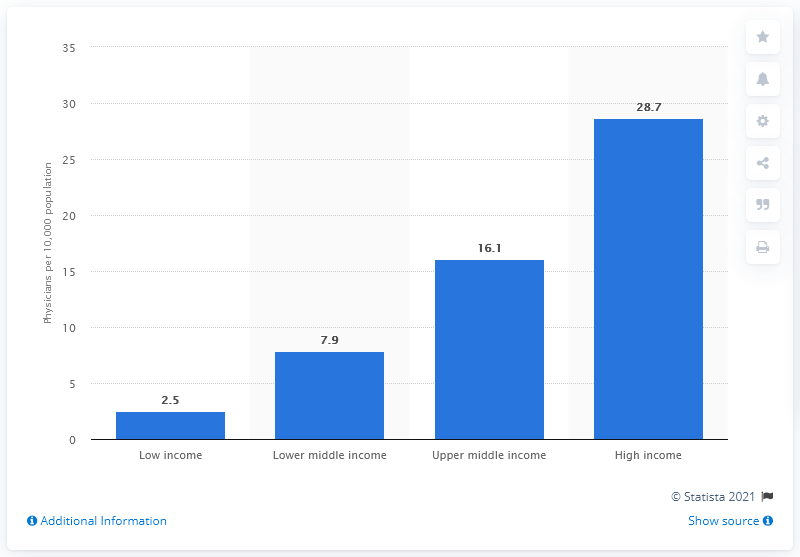 35
30
25
20
15
10
5
0
Physicians per 10,000 population
2.5
7.9
16.1
28.7
Low income
Lower middle income
Upper middle income
High income
© Statista 2021
Additional Information
Show source